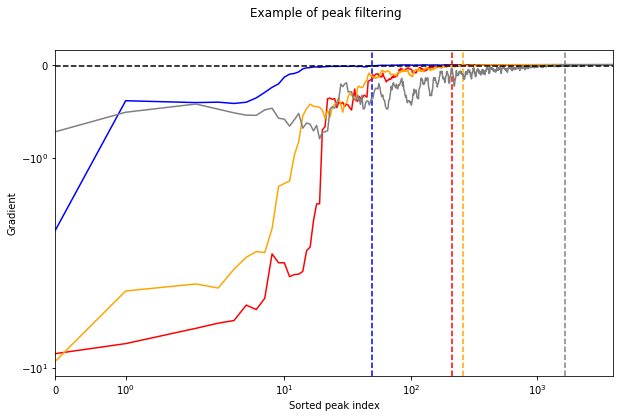 Example of peak filtering
Gradient
0
−10⁰
−10¹
0
10⁰
10¹
10²
10³
Sorted peak index